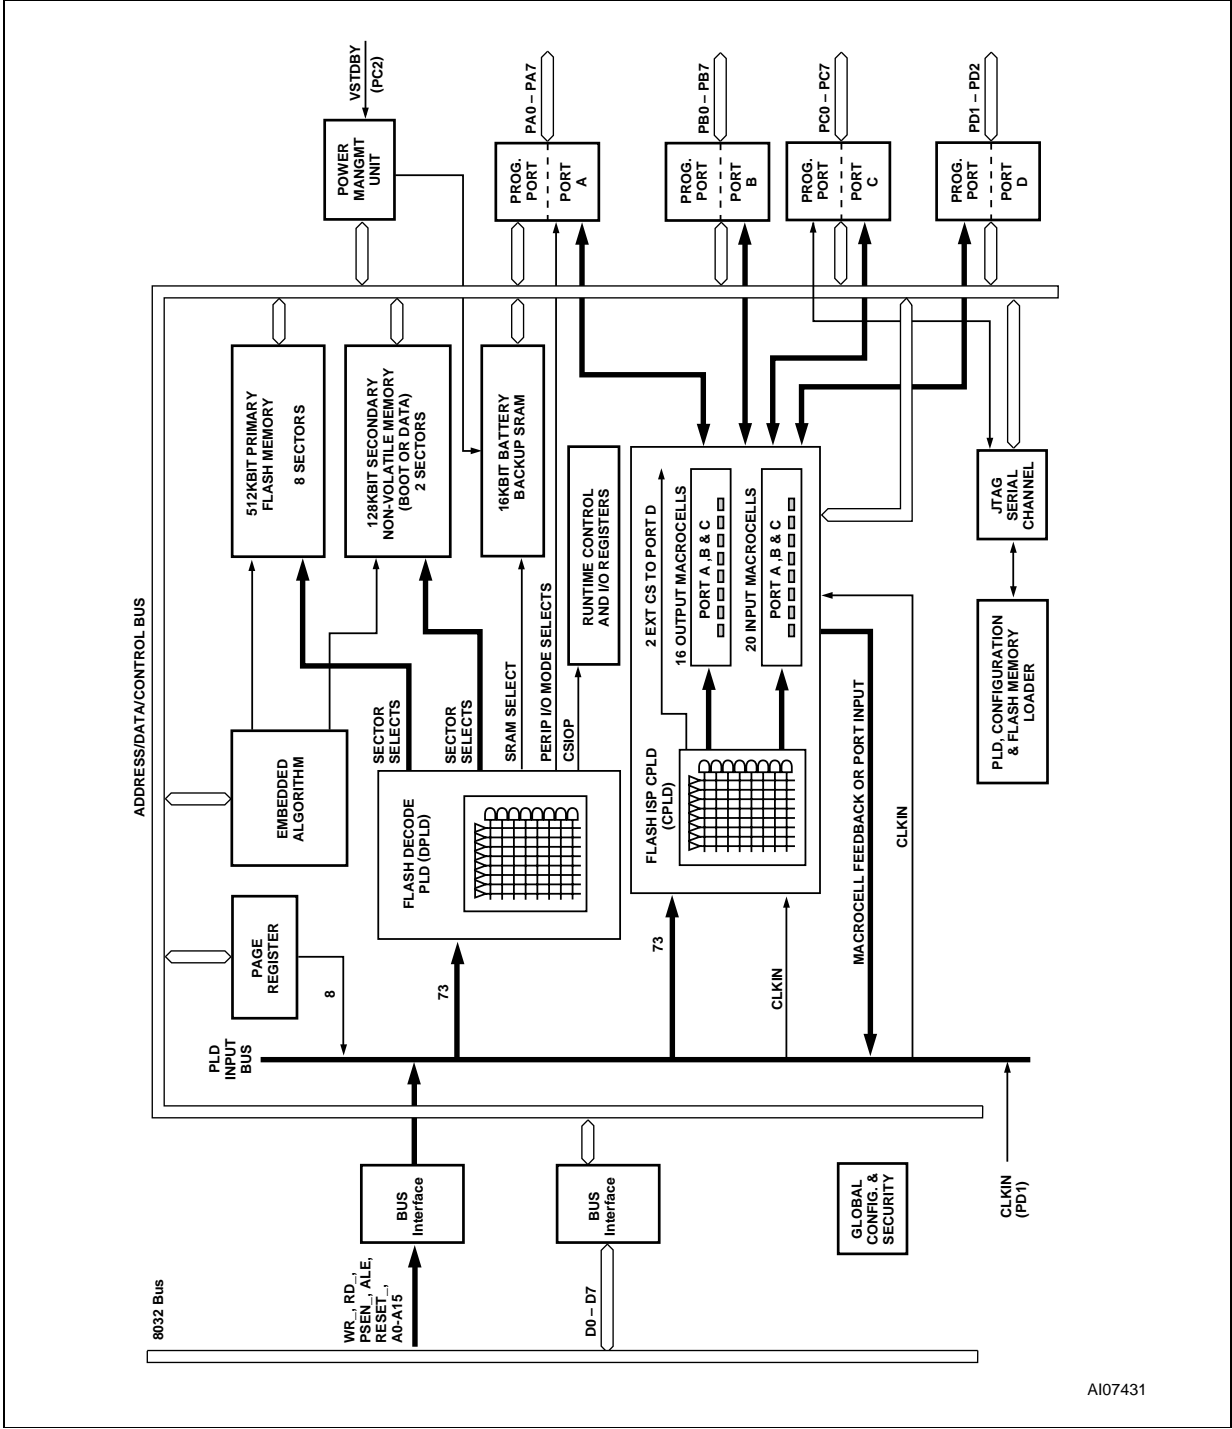 8032 Bus
WR_, RD_,
PSEN_, ALE,
RESET_,
A0-A15
BUS
Interface
D0 – D7
BUS
Interface
GLOBAL
CONFIG. &
SECURITY
CLKIN
(PD1)
PLD
INPUT
BUS
ADDRESS/DATA/CONTROL BUS
PAGE
REGISTER
8
EMBEDDED
ALGORITHM
73
FLASH DECODE
PLD (DPLD)
SECTOR
SELECTS
SECTOR
SELECTS
SRAM SELECT
PERIP I/O MODE SELECTS
CSIOP
512KBIT PRIMARY
FLASH MEMORY
8 SECTORS
128KBIT SECONDARY
NON-VOLATILE MEMORY
(BOOT OR DATA)
2 SECTORS
16KBIT BATTERY
BACKUP SRAM
RUNTIME CONTROL
AND I/O REGISTERS
73
CLKIN
FLASH ISP CPLD
(CPLD)
2 EXT CS TO PORT D
16 OUTPUT MACROCELLS
PORT A ,B & C
20 INPUT MACROCELLS
PORT A ,B & C
MACROCELL FEEDBACK OR PORT INPUT
CLKIN
PLD, CONFIGURATION
& FLASH MEMORY
LOADER
JTAG
SERIAL
CHANNEL
POWER
MANGMT
UNIT
VSTDBY
(PC2)
PROG.
PORT
PORT
A
PA0 – PA7
PROG.
PORT
PORT
B
PB0 – PB7
PROG.
PORT
PORT
C
PC0 – PC7
PROG.
PORT
PORT
D
PD1 – PD2
AI07431